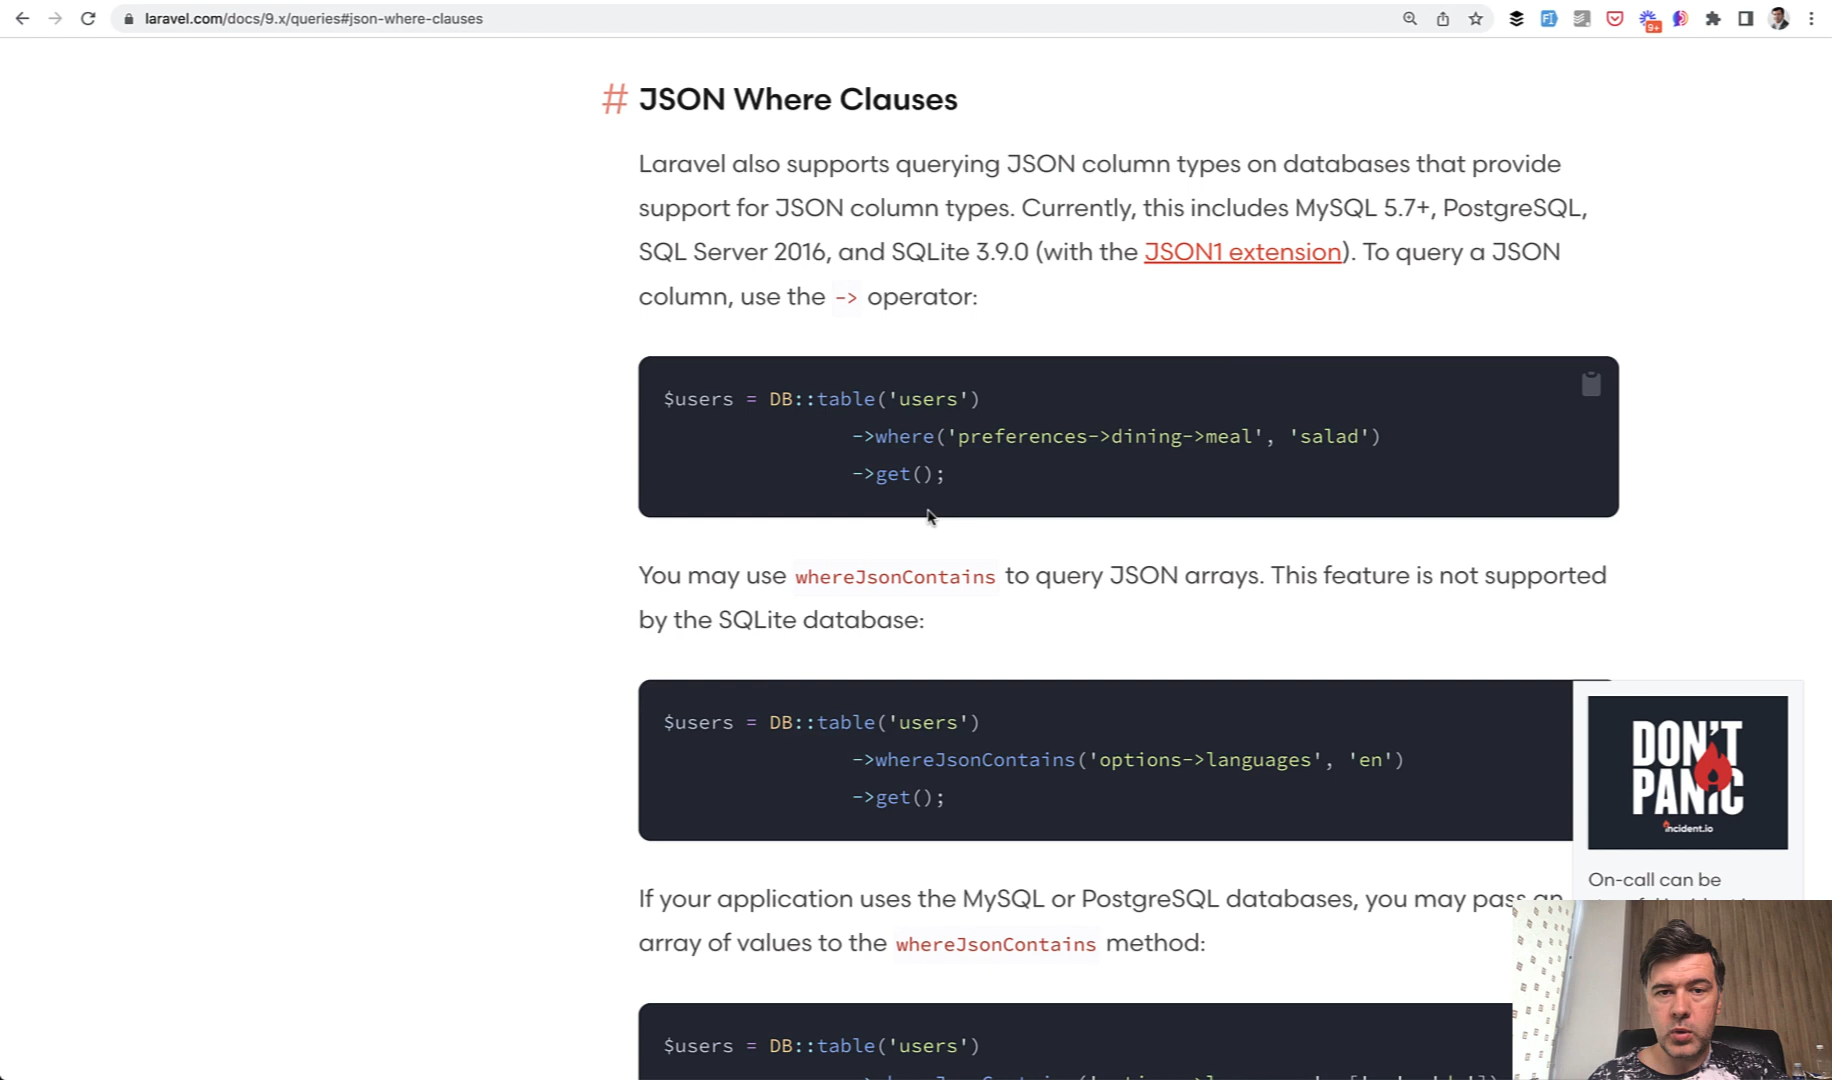 laravel.com/docs/9.x/queries#json-where-clauses
9+
# JSON Where Clauses
Laravel also supports querying JSON column types on databases that provide
support for JSON column types. Currently, this includes MySQL 5.7+, PostgreSQL,
SQL Server 2016, and SQLite 3.9.0 (with the JSON1 extension). To query a JSON
column, use the -> operator:
$users = DB::table('users')
->where('preferences->dining->meal', 'salad')
->get();
You may use whereJsonContains to query JSON arrays. This feature is not supported
by the SQLite database:
$users = DB::table('users')
->whereJsonContains('options->languages', 'en')
->get();
DON'T
PANIC
incident.io
On-call can be
If your application uses the MySQL or PostgreSQL databases, you may pass an
array of values to the whereJsonContains method:
$users = DB::table('users')